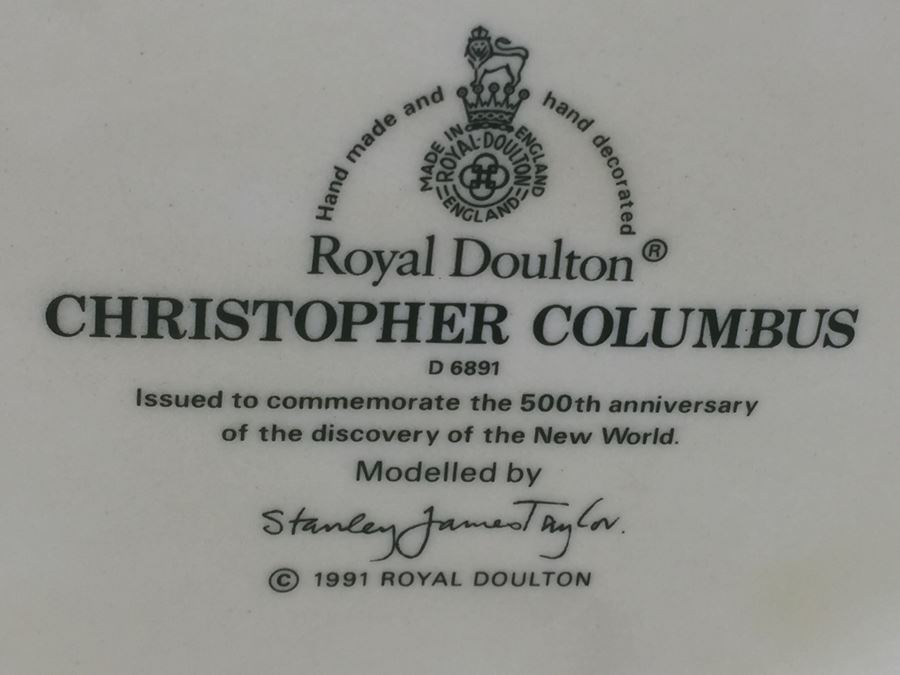 Hand made and hand decorated
MADE IN ENGLAND
ROYAL·DOULTON
ENGLAND
Royal Doulton®
CHRISTOPHER COLUMBUS
D 6891
Issued to commemorate the 500th anniversary
of the discovery of the New World.
Modelled by
Stanley James Taylor.
© 1991 ROYAL DOULTON